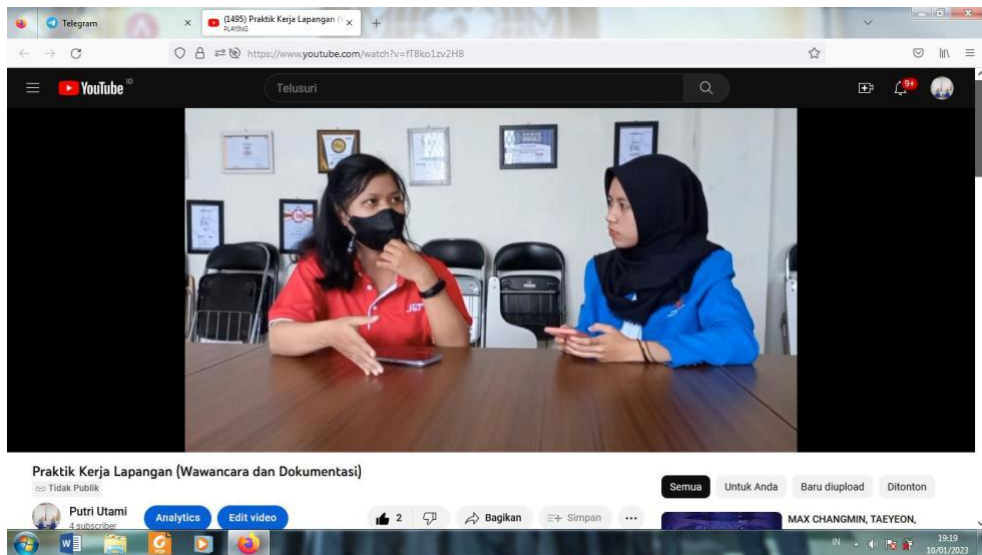 Telegram
(1495) Praktik Kerja Lapangan (
PLAYING
https://www.youtube.com/watch?v=fT8ko1zv2H8
YouTube ID
Telusuri
9+
J&T
Praktik Kerja Lapangan (Wawancara dan Dokumentasi)
Tidak Publik
Putri Utami
4 subscriber
Analytics
Edit video
2
Bagikan
Simpan
Semua
Untuk Anda
Baru diupload
Ditonton
MAX CHANGMIN, TAEYEON,
IN
19:19
10/01/2023